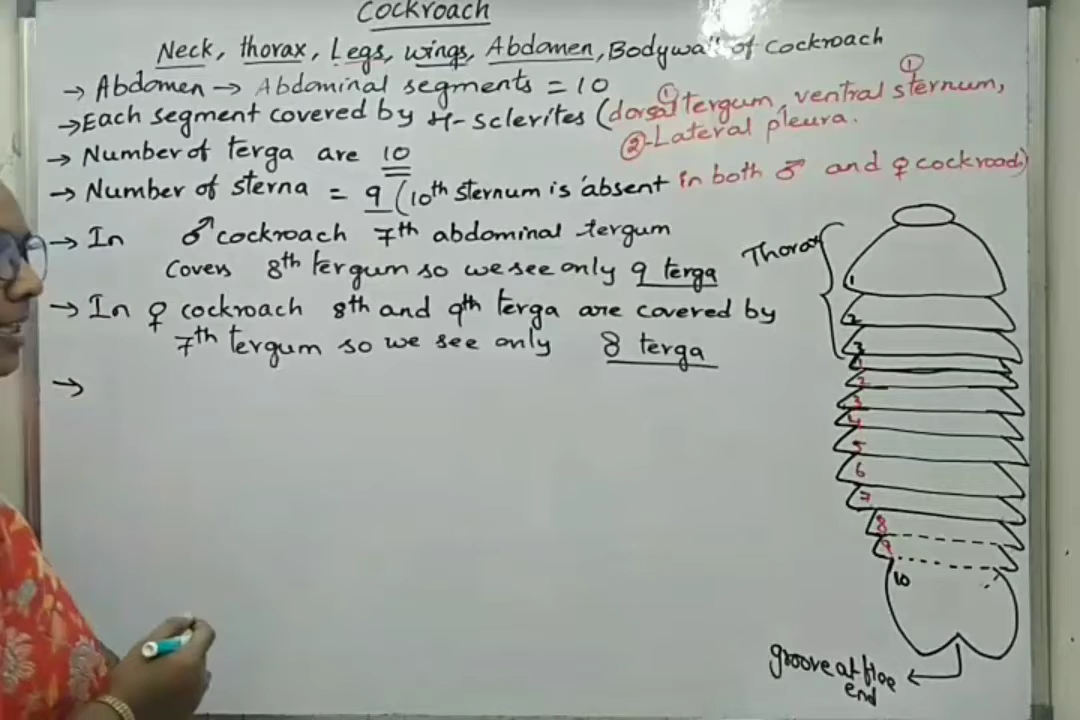 Cockroach
Neck, thorax, Legs, wings, Abdomen, Bodywall of cockroach
→ Abdomen → Abdominal segments = 10
→ Each segment covered by 4-Sclerites (dorsal tergum, ventral sternum,
① ①
②-Lateral pleura.
→ Number of terga are 10
→ Number of sterna = 9 (10th sternum is absent in both ♂ and ♀ cockroach)
→ In ♂ cockroach 7th abdominal tergum
Covers 8th tergum so we see only 9 terga
→ In ♀ cockroach 8th and 9th terga are covered by
7th tergum so we see only 8 terga
→
Thorax
1
2
3
1
2
3
4
5
6
7
8
9
10
groove at the
end